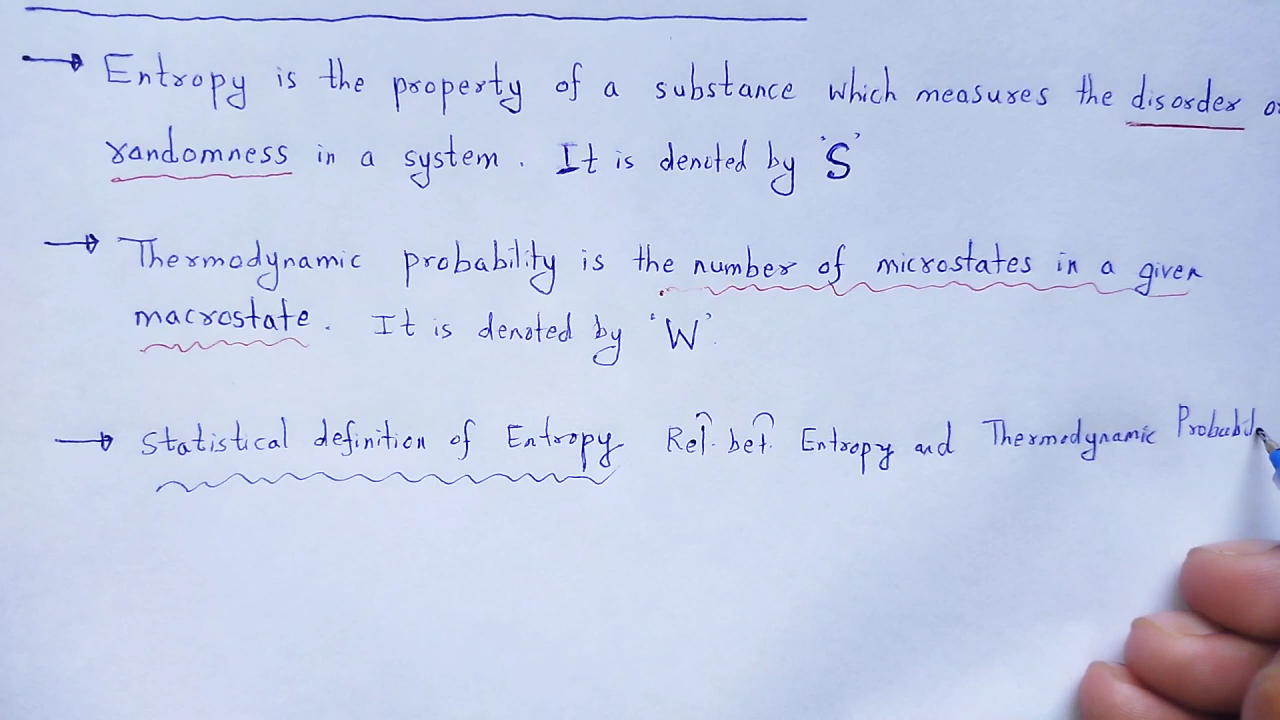 Entropy is the property of a substance which measures the disorder o
randomness in a system. It is denoted by 'S'
Thermodynamic probability is the number of microstates in a given
macrostate. It is denoted by 'W'.
Statistical definition of Entropy Rel. bet. Entropy and Thermodynamic Probabil